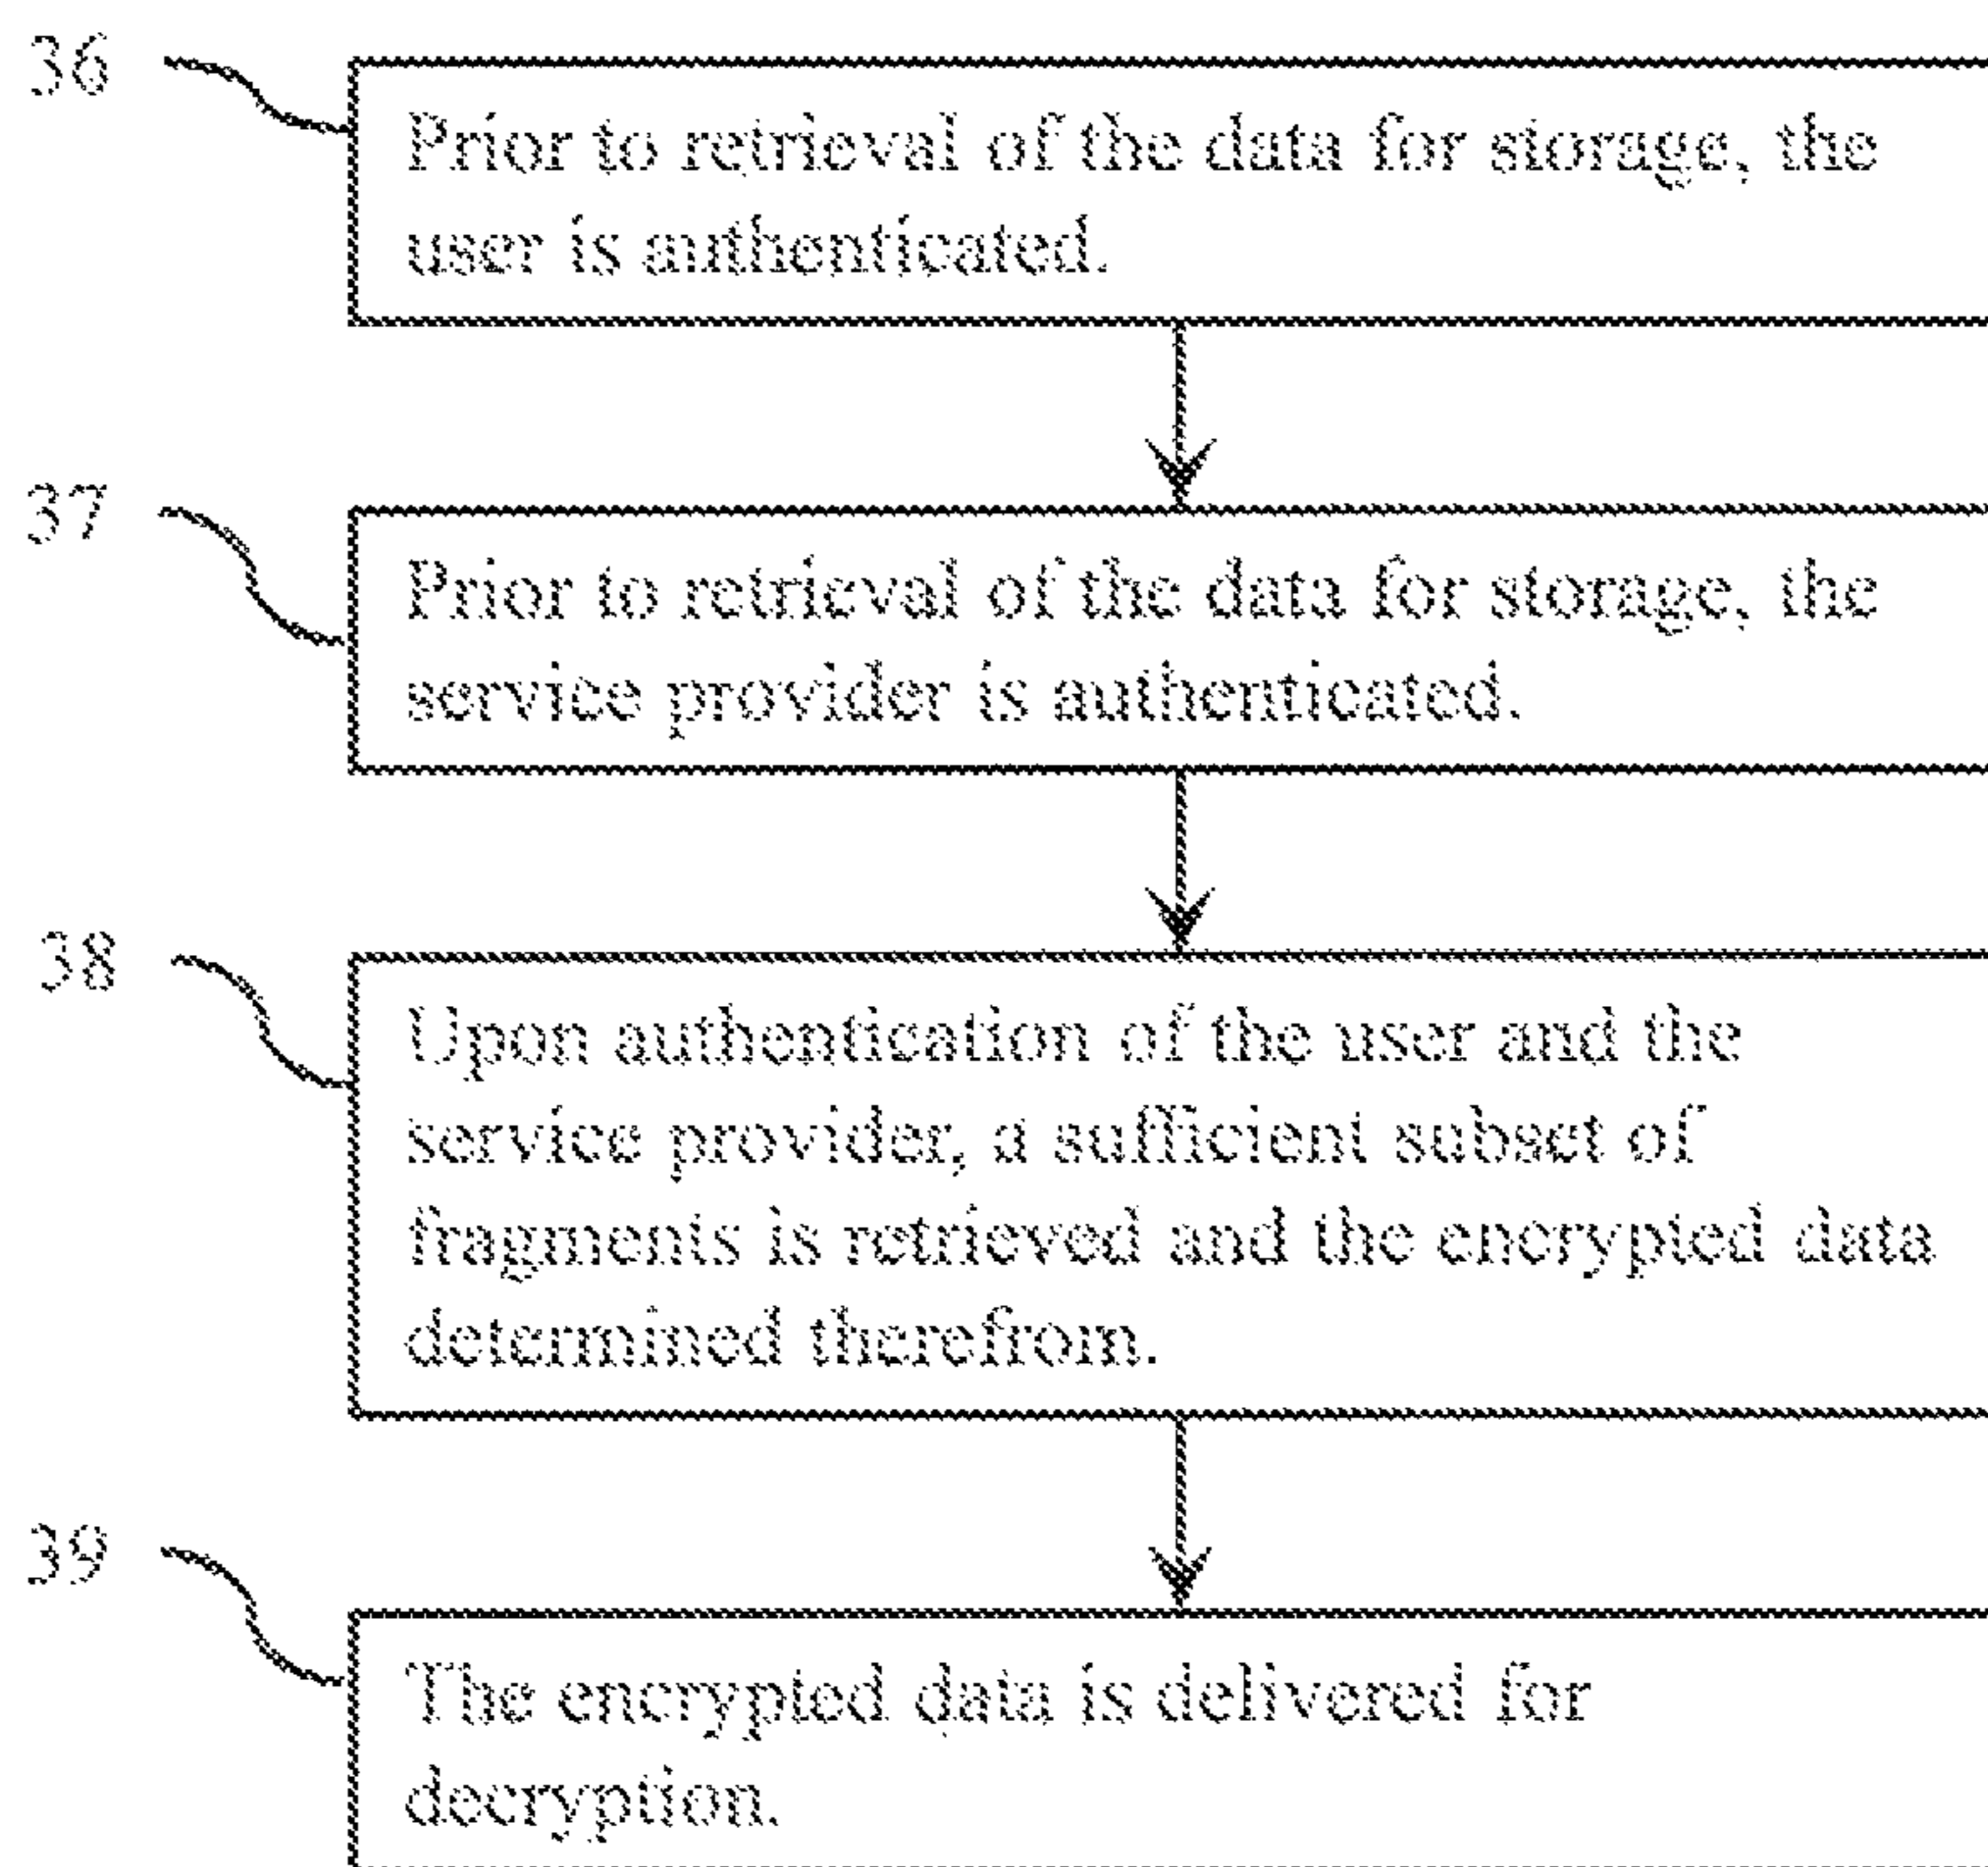 36
Prior to retrieval of the data for storage, the
user is authenticated.
37
Prior to retrieval of the data for storage, the
service provider is authenticated.
38
Upon authentication of the user and the
service provider, a sufficient subset of
fragments is retrieved and the encrypted data
determined therefrom.
39
The encrypted data is delivered for
decryption.